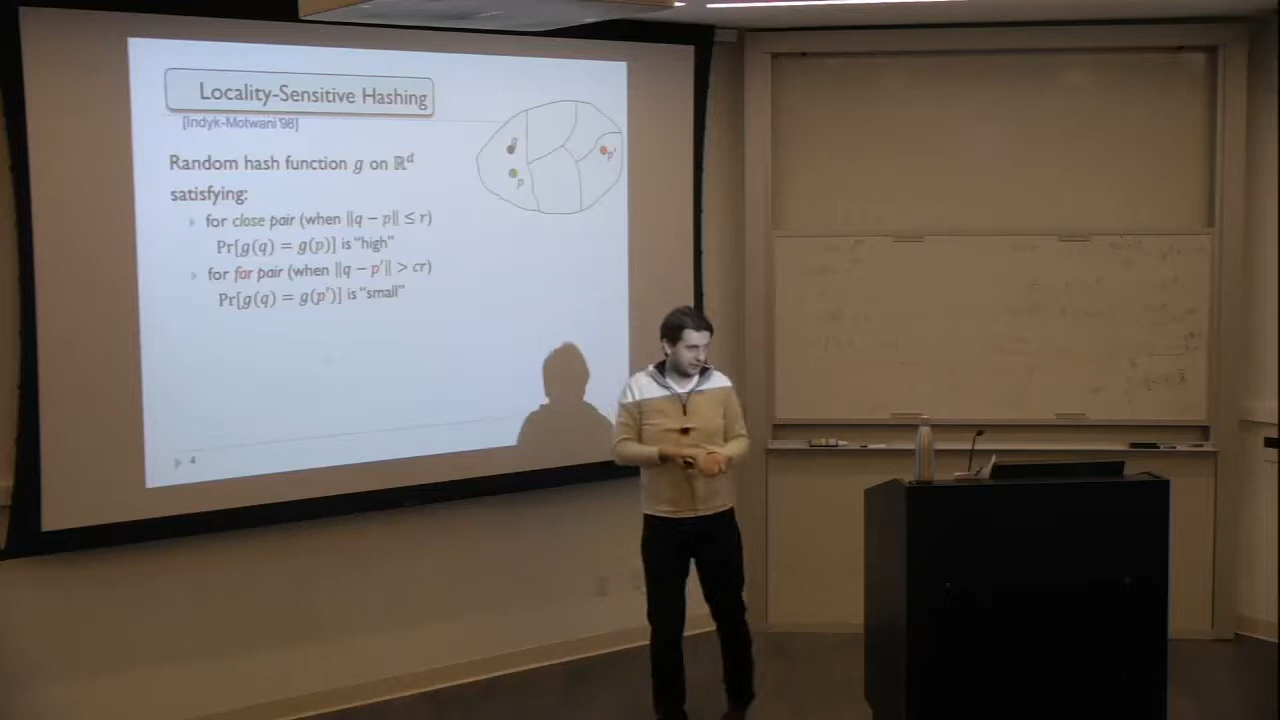 Locality-Sensitive Hashing
[Indyk-Motwani'98]
Random hash function g on ℝᵈ
satisfying:
for close pair (when ||q − p|| ≤ r)
Pr[g(q) = g(p)] is "high"
for far pair (when ||q − p′|| > cr)
Pr[g(q) = g(p′)] is "small"
q
p
p′
4